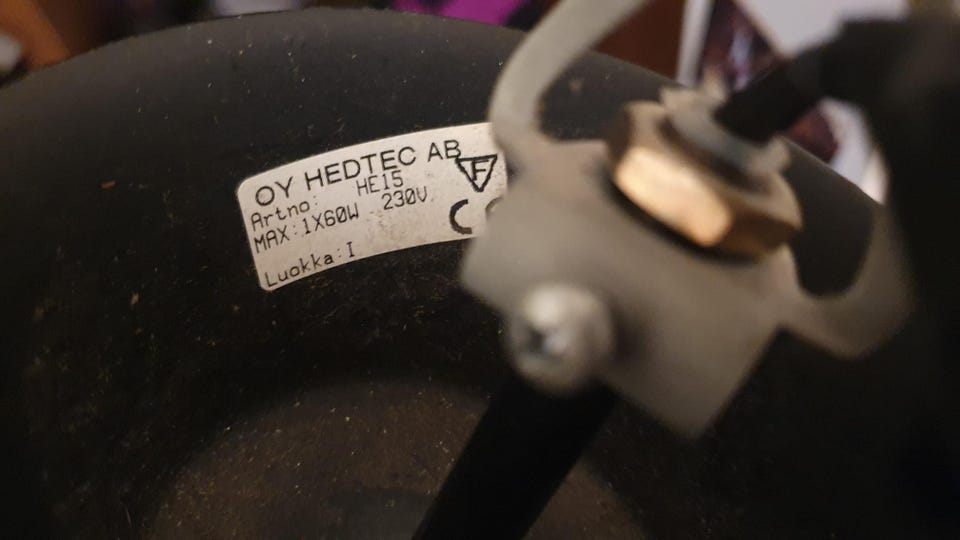 OY HEDTEC AB
F
Artno: HE15
MAX:1X60W 230V.
C
Luokka:I